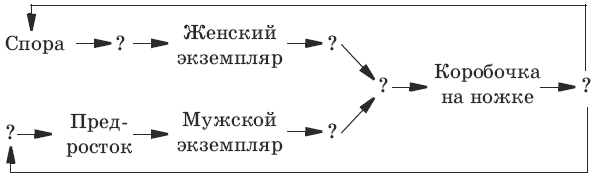 Спора
?
Женский
экземпляр
?
?
Коробочка
на ножке
?
?
Пред-
росток
Мужской
экземпляр
?